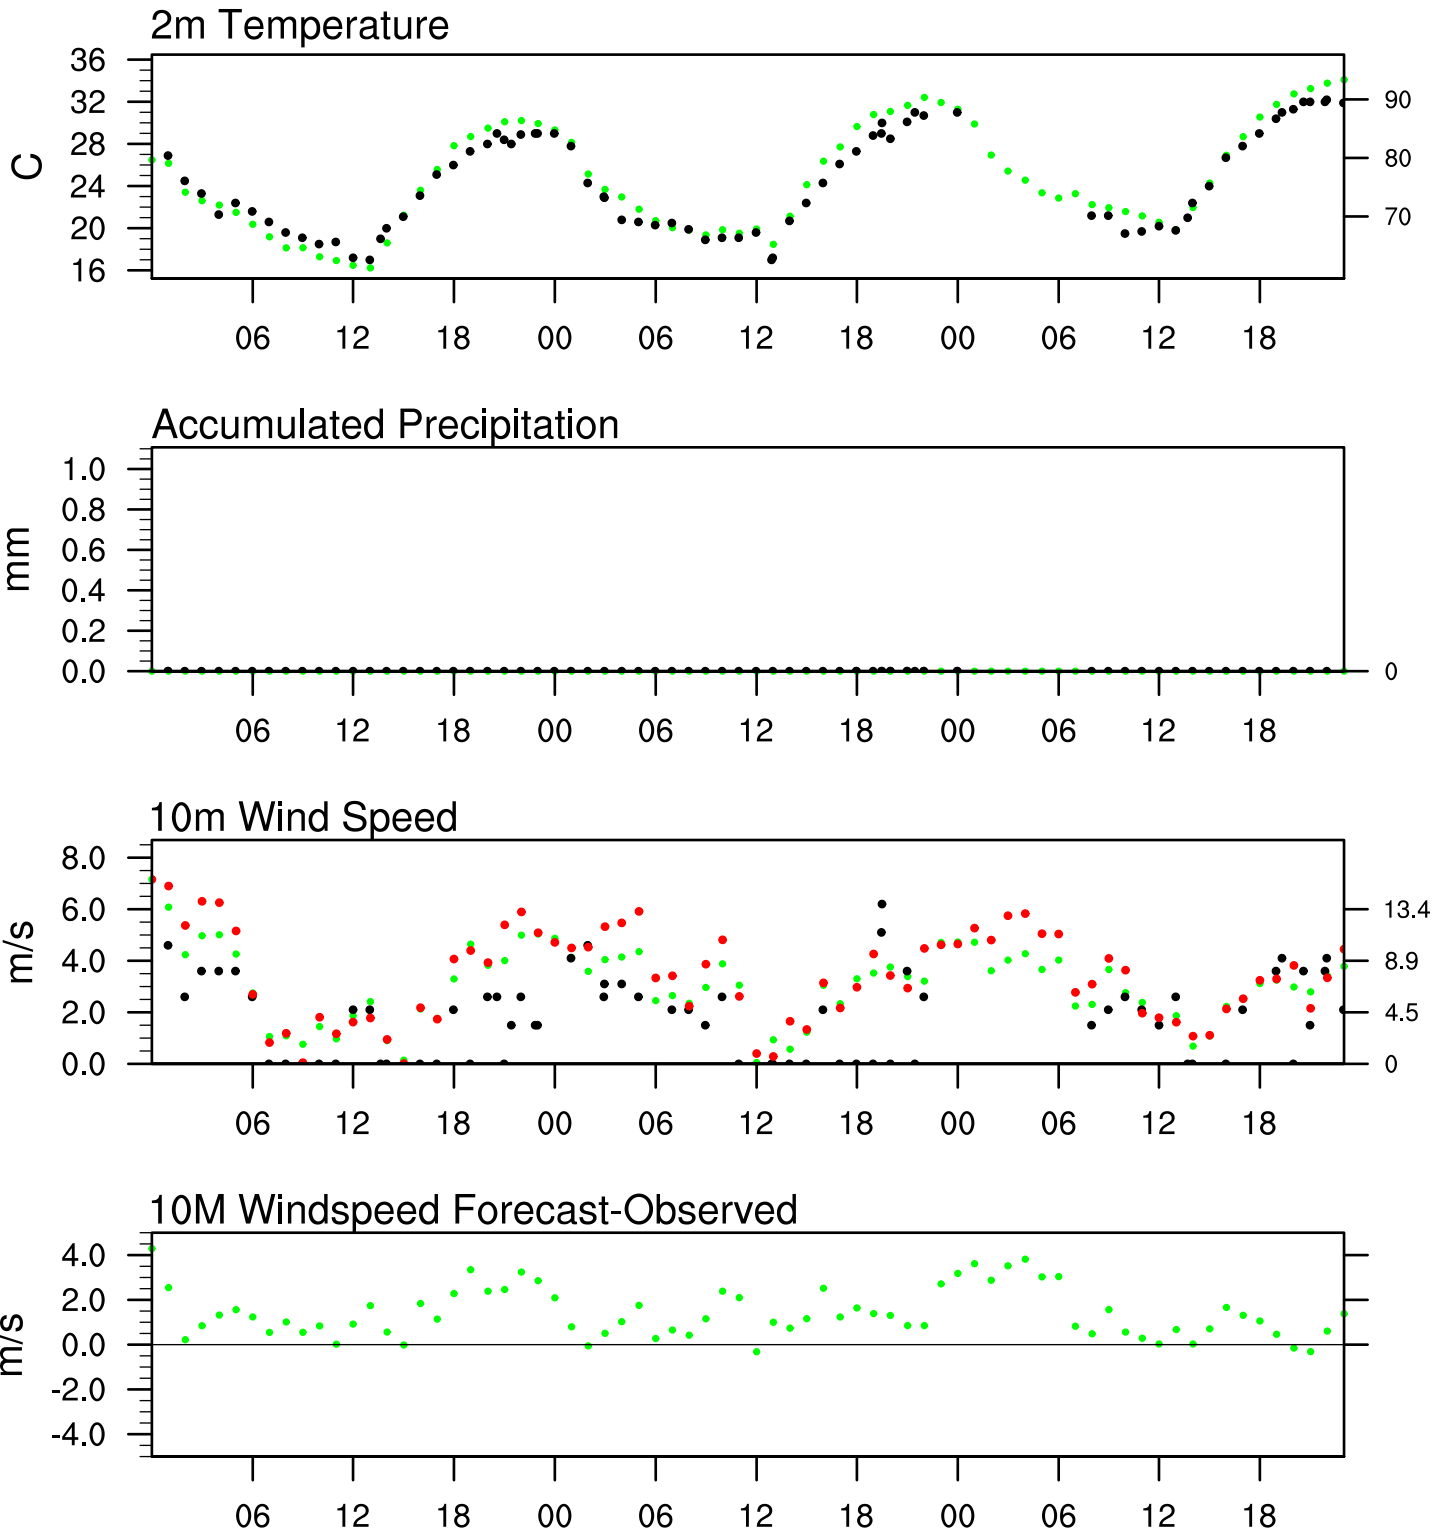 2m Temperature
36
32
28
24
20
16
C
90
80
70
06 12 18 00 06 12 18 00 06 12 18
Accumulated Precipitation
1.0
0.8
0.6
0.4
0.2
0.0
mm
0
06 12 18 00 06 12 18 00 06 12 18
10m Wind Speed
8.0
6.0
4.0
2.0
0.0
m/s
13.4
8.9
4.5
0
06 12 18 00 06 12 18 00 06 12 18
10M Windspeed Forecast-Observed
4.0
2.0
0.0
-2.0
-4.0
m/s
06 12 18 00 06 12 18 00 06 12 18